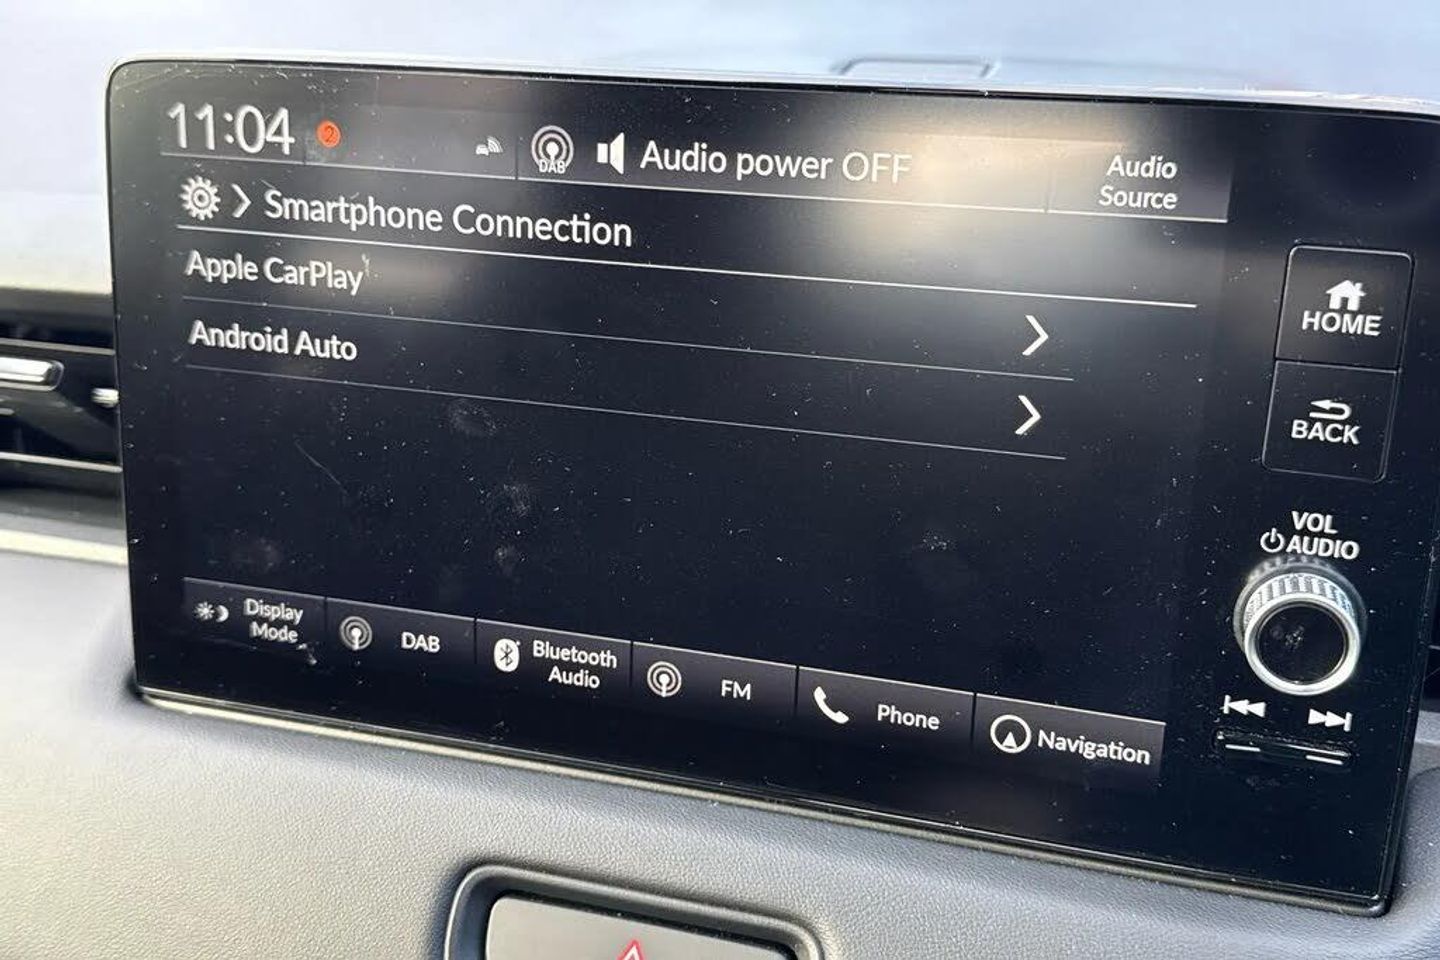 11:04 2 DAB Audio power OFF Audio
Source
Smartphone Connection
Apple CarPlay
Android Auto
HOME
BACK
VOL
AUDIO
Display
Mode
DAB
Bluetooth
Audio
FM
Phone
Navigation